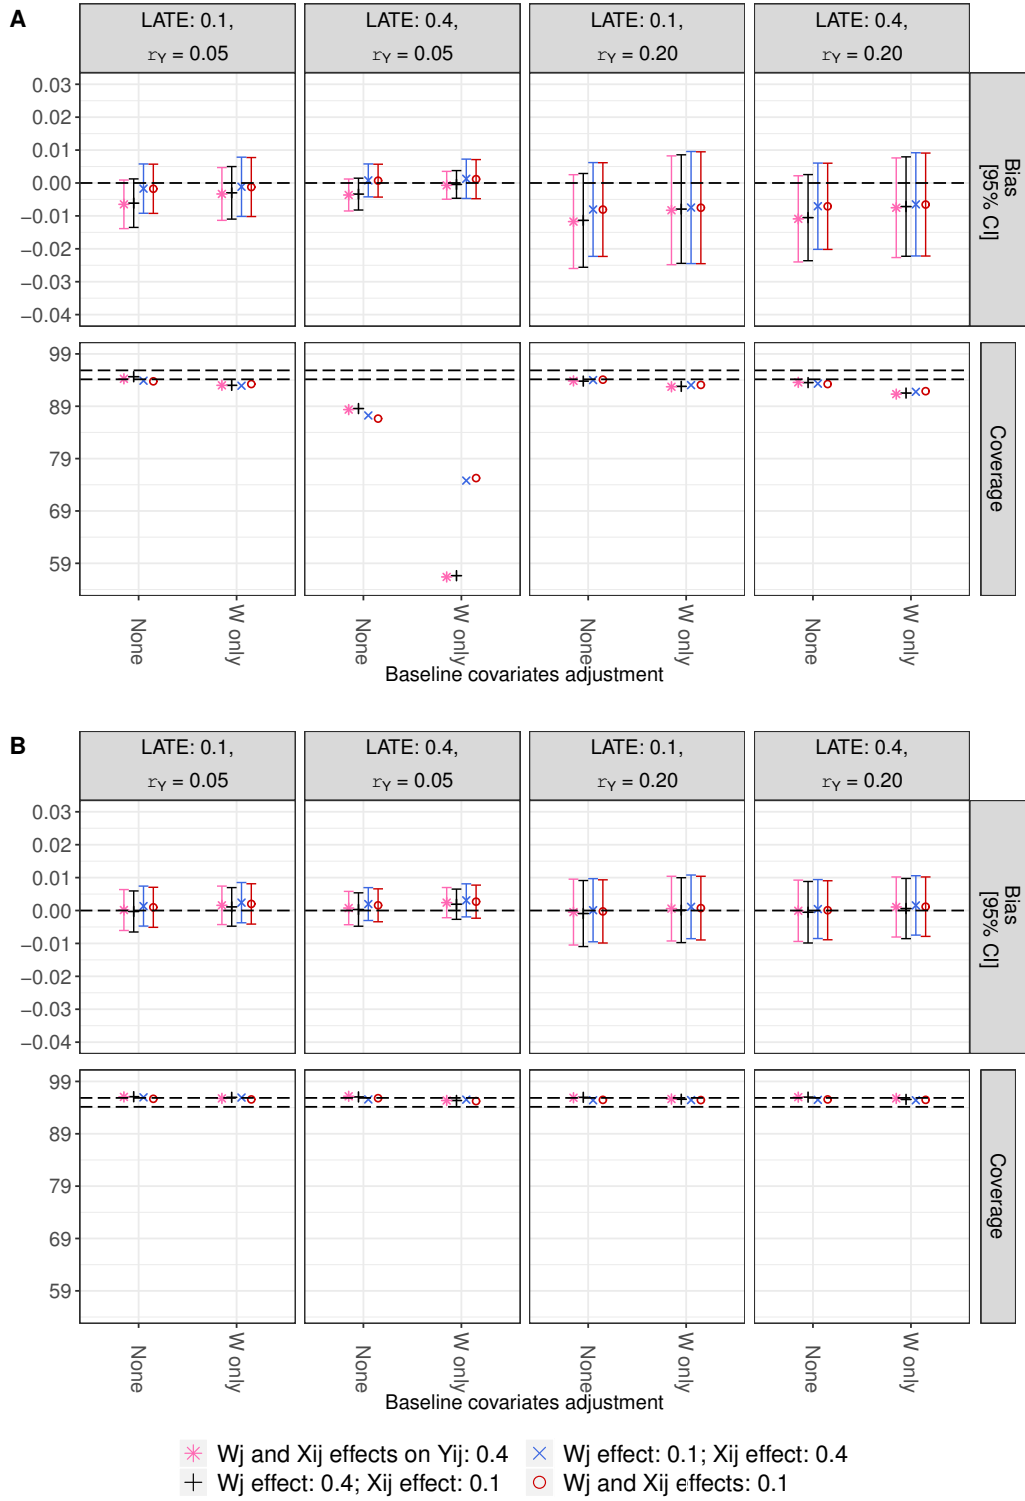 A
LATE: 0.1,
rY = 0.05
LATE: 0.4,
rY = 0.05
LATE: 0.1,
rY = 0.20
LATE: 0.4,
rY = 0.20
0.03
0.02
0.01
0.00
−0.01
−0.02
−0.03
−0.04
Bias
[95% CI]
99
89
79
69
59
Coverage
None
W only
None
W only
None
W only
None
W only
Baseline covariates adjustment
B
LATE: 0.1,
rY = 0.05
LATE: 0.4,
rY = 0.05
LATE: 0.1,
rY = 0.20
LATE: 0.4,
rY = 0.20
0.03
0.02
0.01
0.00
−0.01
−0.02
−0.03
−0.04
Bias
[95% CI]
99
89
79
69
59
Coverage
None
W only
None
W only
None
W only
None
W only
Baseline covariates adjustment
Wj and Xij effects on Yij: 0.4
Wj effect: 0.1; Xij effect: 0.4
Wj effect: 0.4; Xij effect: 0.1
Wj and Xij effects: 0.1